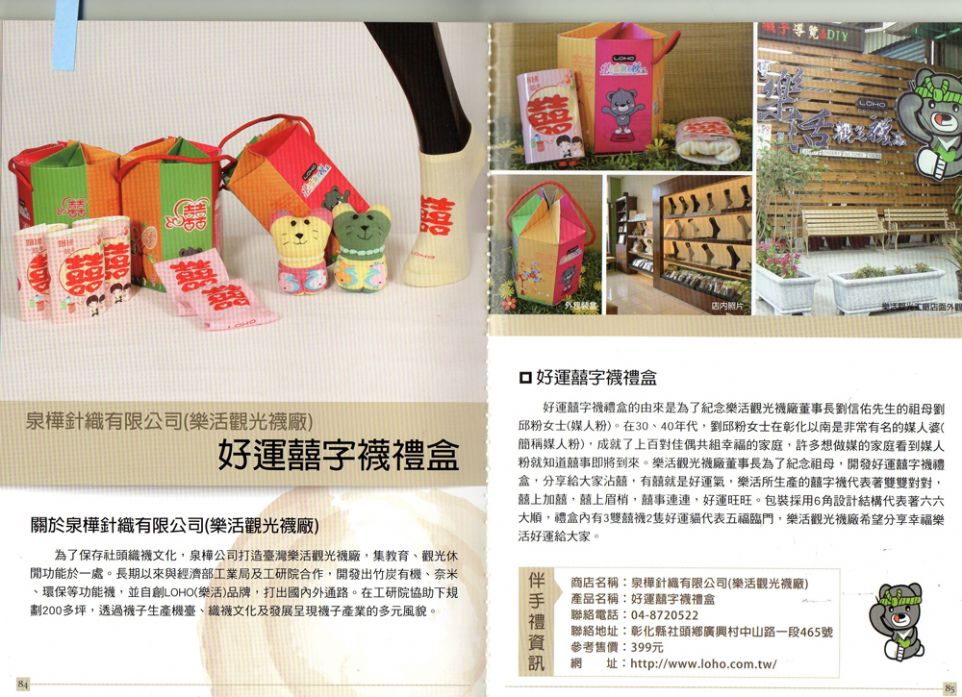 泉樺針織有限公司(樂活觀光襪廠)
好運囍字襪禮盒
關於泉樺針織有限公司(樂活觀光襪廠)
為了保存社頭織襪文化，泉樺公司打造臺灣樂活觀光襪廠，集教育、觀光休
閒功能於一處。長期以來與經濟部工業局及工研院合作，開發出竹炭有機、奈米
、環保等功能襪，並自創LOHO(樂活)品牌，打出國內外通路。在工研院協助下規
劃200多坪，透過襪子生產機臺、織襪文化及發展呈現襪子產業的多元風貌。
84
囍
LOHO
囍
LOHO
LOHO
囍
導覽&DIY
LOHO
樂活
外包裝盒
店內照片
好運囍字襪禮盒
好運囍字襪禮盒的由來是為了紀念樂活觀光襪廠董事長劉信佑先生的祖母劉
邱粉女士(媒人粉)。在30、40年代，劉邱粉女士在彰化以南是非常有名的媒人婆(
簡稱媒人粉)，成就了上百對佳偶共組幸福的家庭，許多想做媒的家庭看到媒人
粉就知道囍事即將到來。樂活觀光襪廠董事長為了紀念祖母，開發好運囍字襪禮
盒，分享給大家沾囍，有囍就是好運氣，樂活所生產的囍字襪代表著雙雙對對，
囍上加囍，囍上眉梢，囍事連連，好運旺旺。包裝採用6角設計結構代表著六六
大順，禮盒內有3雙囍襪2隻好運貓代表五福臨門，樂活觀光襪廠希望分享幸福樂
活好運給大家。
伴手禮資訊
商店名稱：泉樺針織有限公司(樂活觀光襪廠)
產品名稱：好運囍字襪禮盒
聯絡電話：04-8720522
聯絡地址：彰化縣社頭鄉廣興村中山路一段465號
參考售價：399元
網　　址：http://www.loho.com.tw/
85